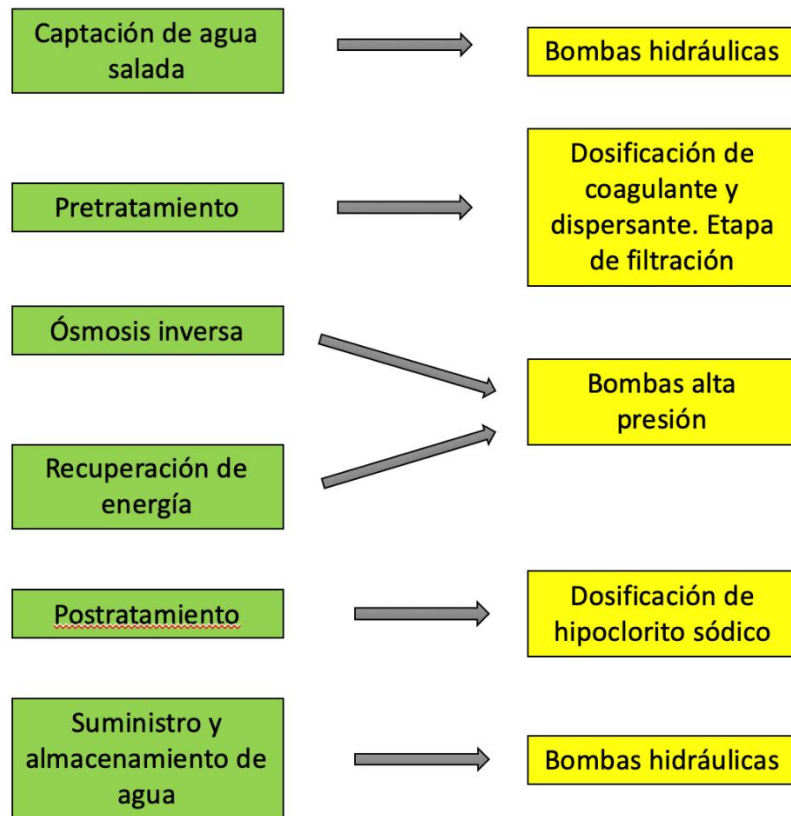 Captación de agua
salada
Bombas hidráulicas
Pretratamiento
Dosificación de
coagulante y
dispersante. Etapa
de filtración
Ósmosis inversa
Bombas alta
presión
Recuperación de
energía
Postratamiento
Dosificación de
hipoclorito sódico
Suministro y
almacenamiento de
agua
Bombas hidráulicas